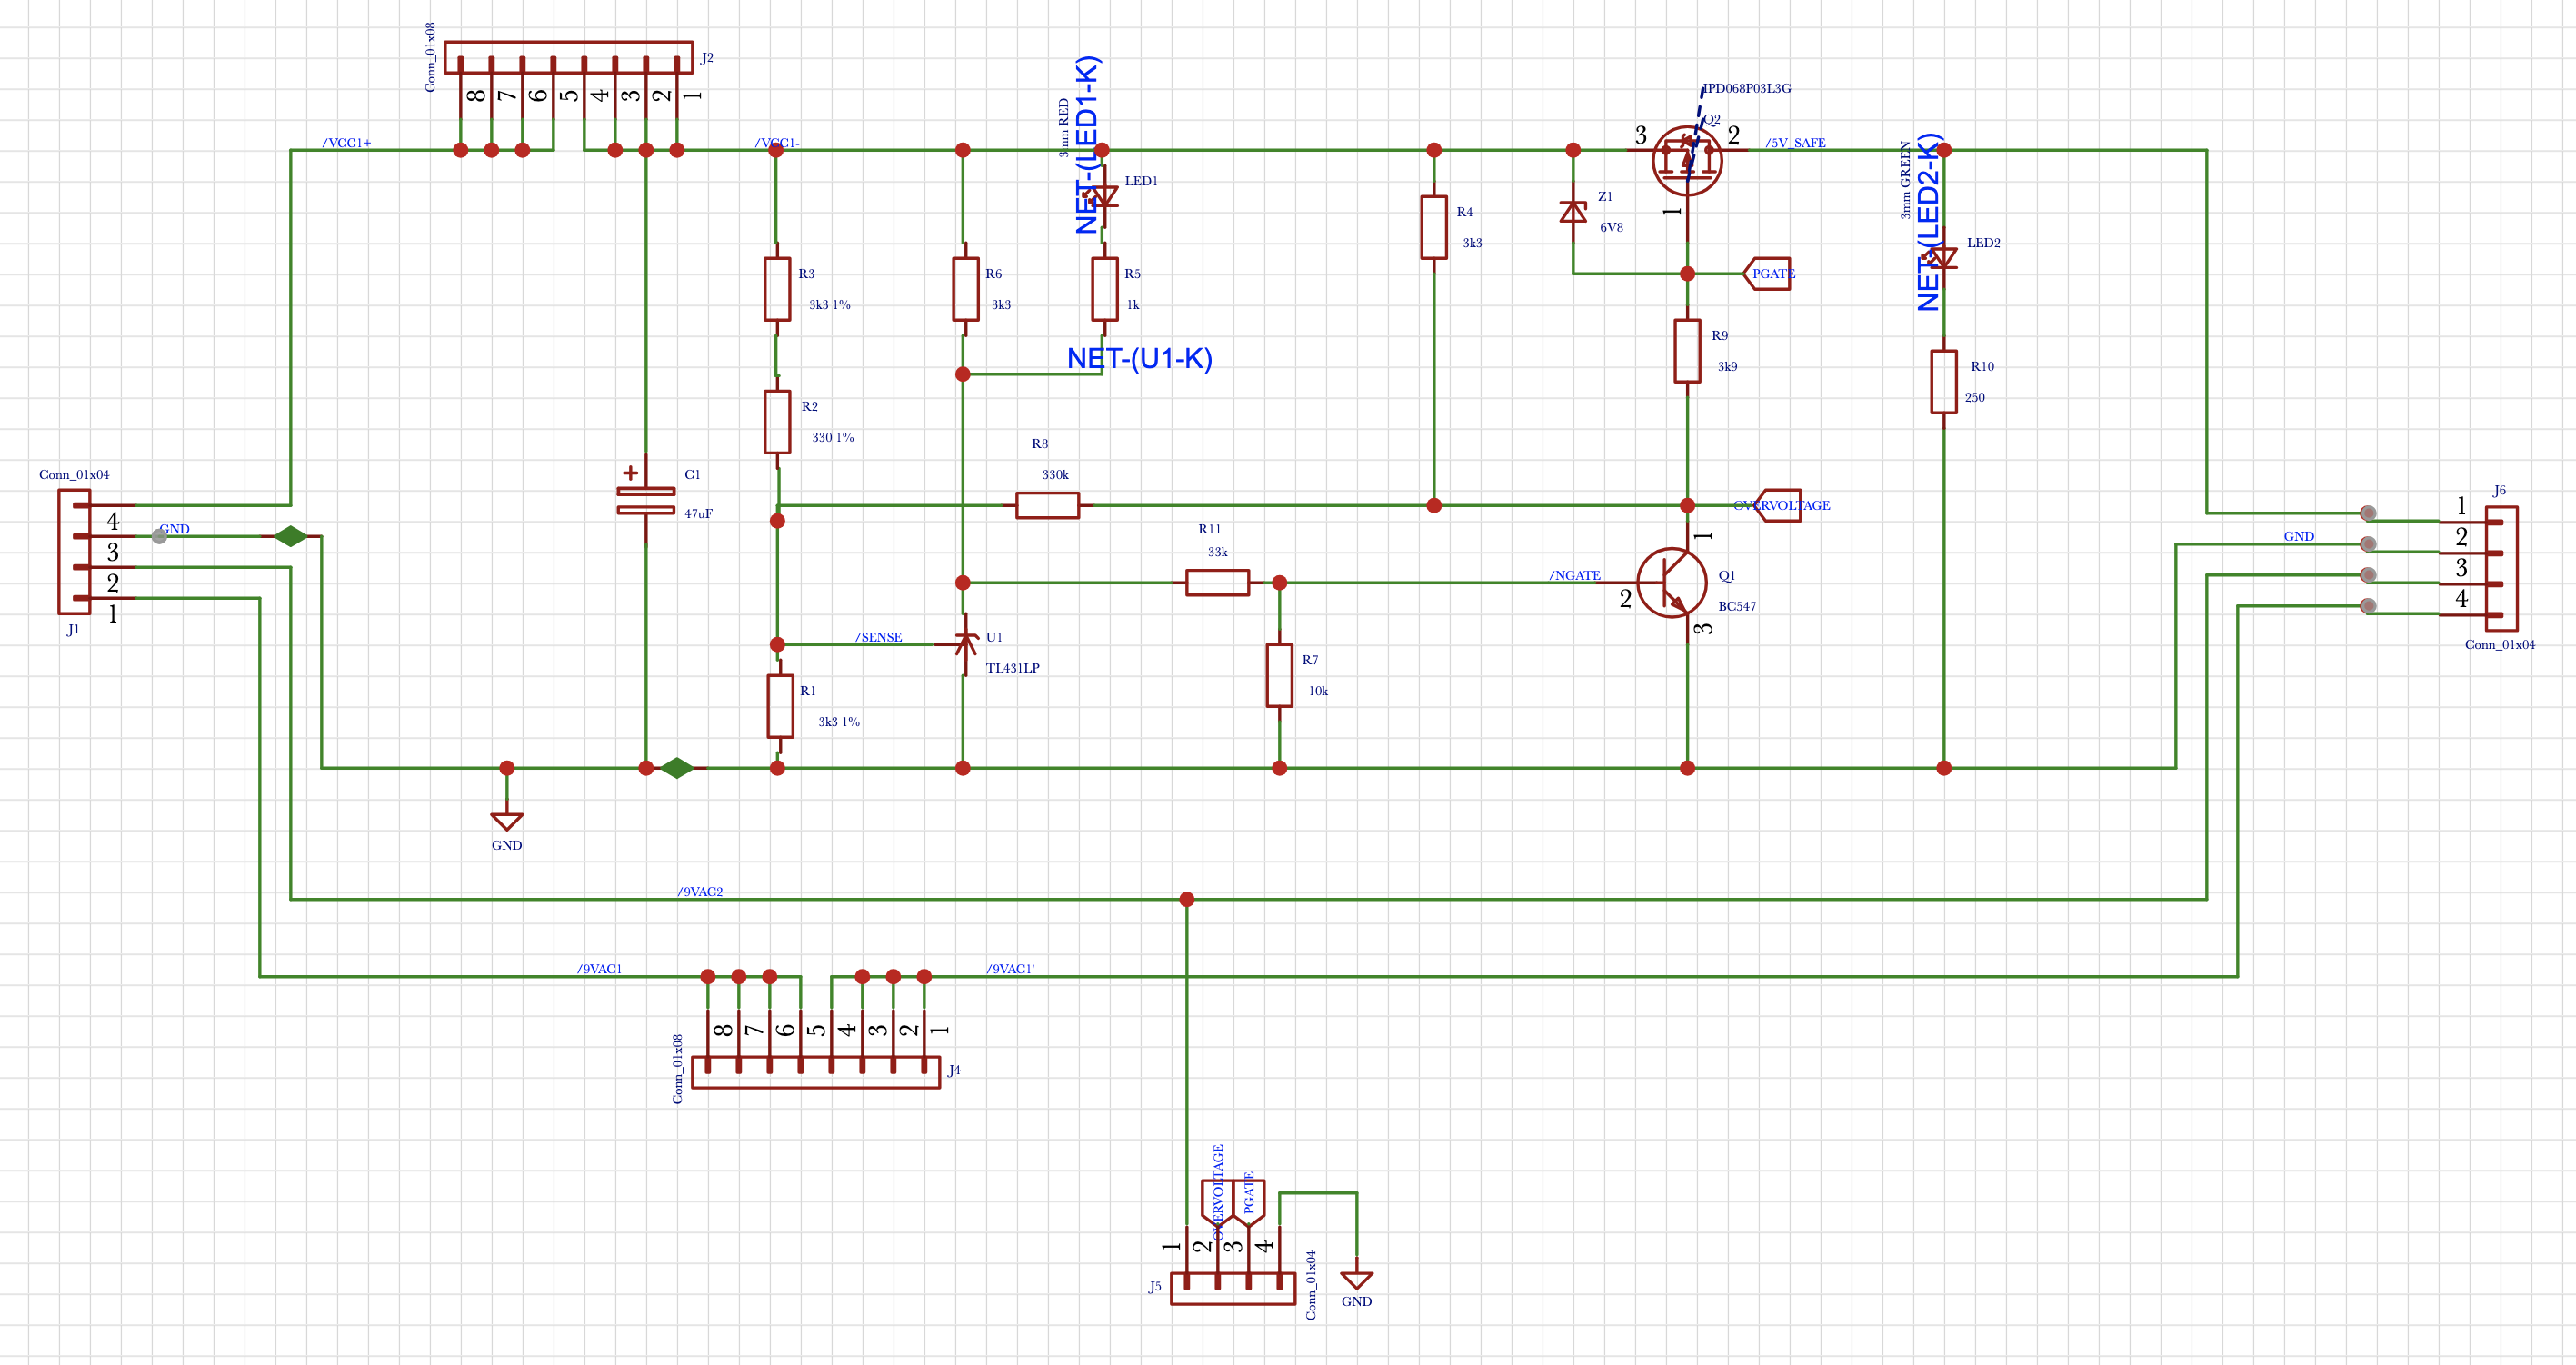 Conn_01x08
J2
8 7 6 5 4 3 2 1
/VCC1+
/VCC1-
3mm RED
NET-(LED1-K)
LED1
IPD068P03L3G
Q2
3
2
1
/5V_SAFE
3mm GREEN
NET-(LED2-K)
LED2
R4
3k3
Z1
6V8
PGATE
R3
3k3 1%
R6
3k3
R5
1k
NET-(U1-K)
R9
3k9
R10
250
R2
330 1%
R8
330k
OVERVOLTAGE
Conn_01x04
4
3
2
1
J1
GND
C1
47uF
R11
33k
/NGATE
1
2
3
Q1
BC547
/SENSE
U1
TL431LP
R1
3k3 1%
R7
10k
J6
1
2
3
4
Conn_01x04
GND
GND
/9VAC2
/9VAC1
/9VAC1'
8 7 6 5 4 3 2 1
Conn_01x08
J4
OVERVOLTAGE
PGATE
1 2 3 4
J5
Conn_01x04
GND